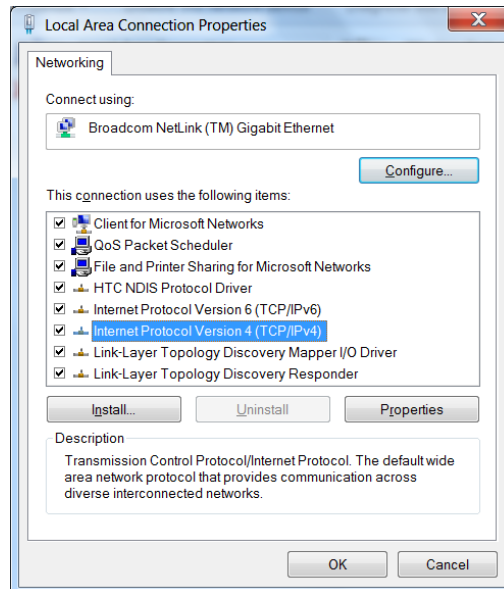 Local Area Connection Properties
Networking
Connect using:
Broadcom NetLink (TM) Gigabit Ethernet
Configure...
This connection uses the following items:
Client for Microsoft Networks
QoS Packet Scheduler
File and Printer Sharing for Microsoft Networks
HTC NDIS Protocol Driver
Internet Protocol Version 6 (TCP/IPv6)
Internet Protocol Version 4 (TCP/IPv4)
Link-Layer Topology Discovery Mapper I/O Driver
Link-Layer Topology Discovery Responder
Install... Uninstall Properties
Description
Transmission Control Protocol/Internet Protocol. The default wide
area network protocol that provides communication across
diverse interconnected networks.
OK Cancel